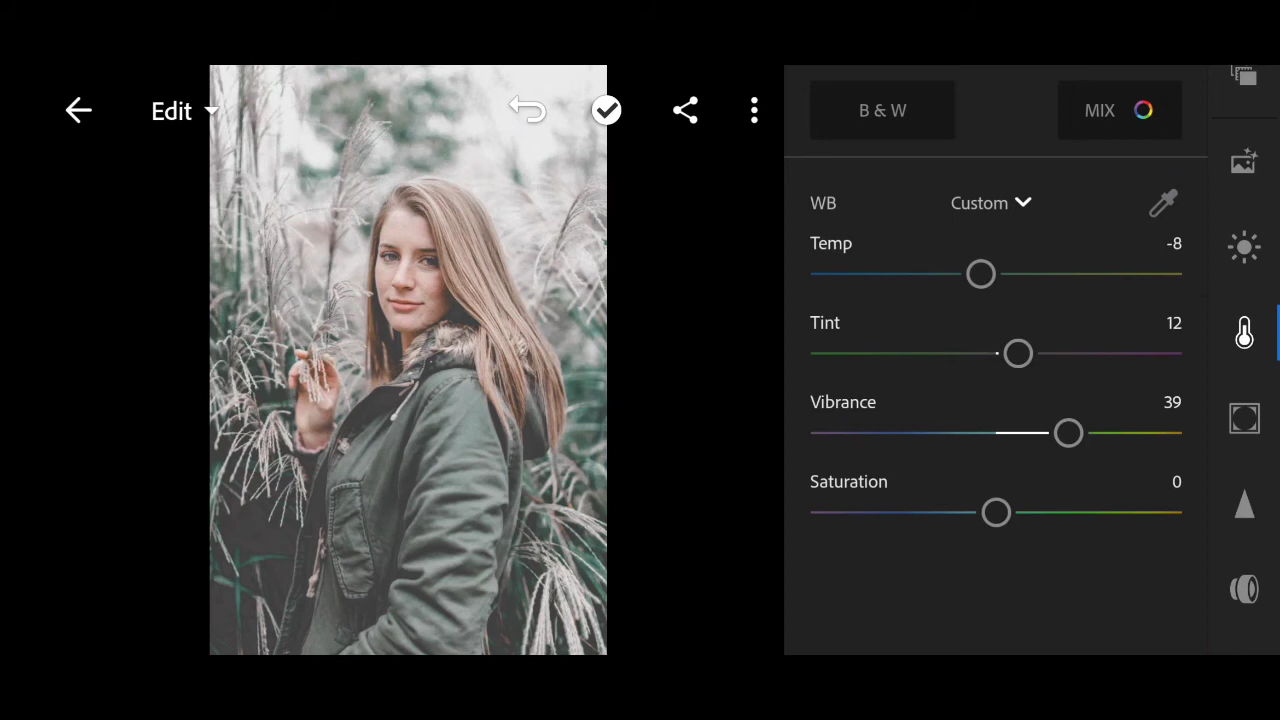 Edit
B & W
MIX
WB
Custom
Temp
-8
Tint
12
Vibrance
39
Saturation
0